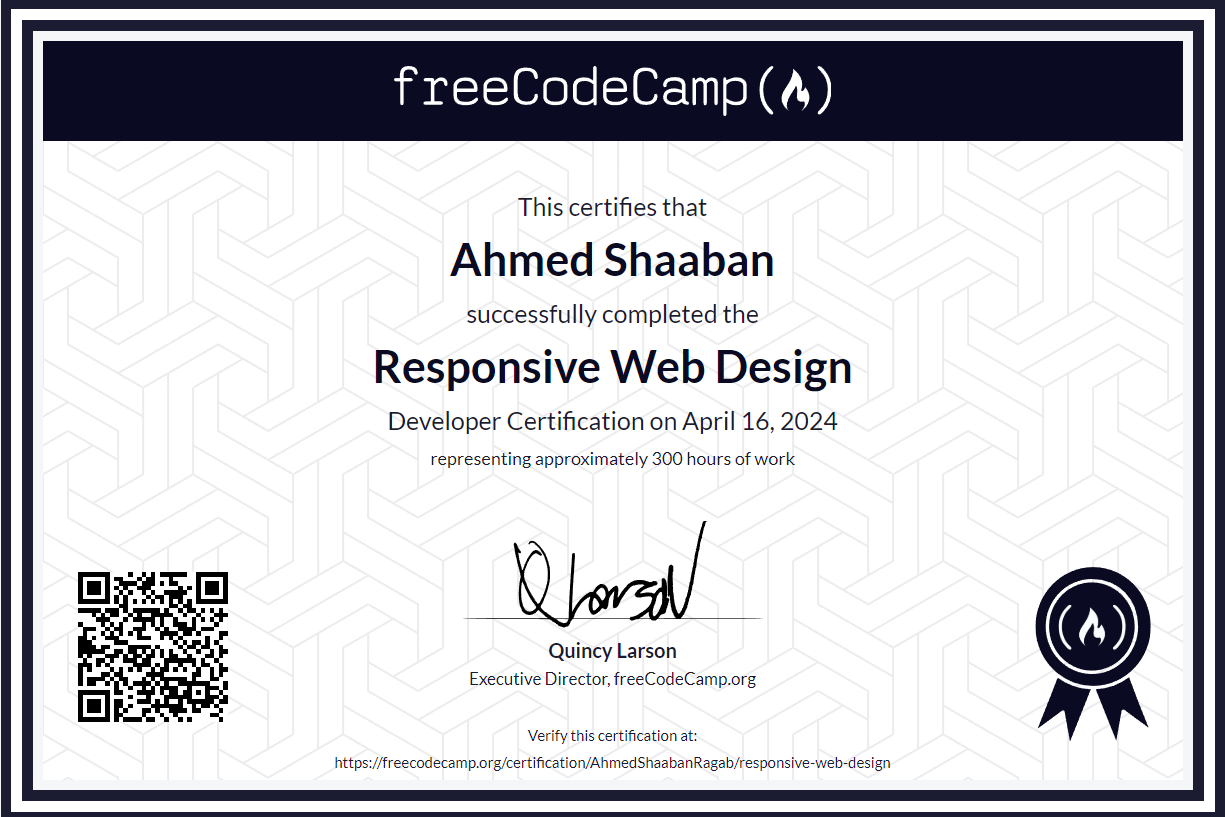 freeCodeCamp
This certifies that
Ahmed Shaaban
successfully completed the
Responsive Web Design
Developer Certification on April 16, 2024
representing approximately 300 hours of work
Quincy Larson
Executive Director, freeCodeCamp.org
Verify this certification at:
https://freecodecamp.org/certification/AhmedShaabanRagab/responsive-web-design